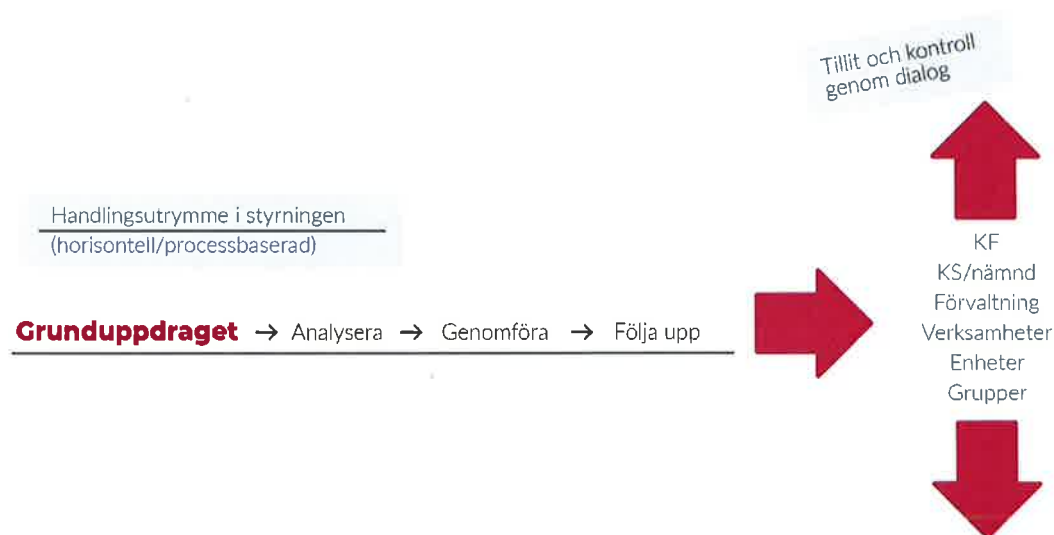 Tillit och kontroll
genom dialog
Handlingsutrymme i styrningen
(horisontell/processbaserad)
Grunduppdraget → Analysera → Genomföra → Följa upp
KF
KS/nämnd
Förvaltning
Verksamheter
Enheter
Grupper